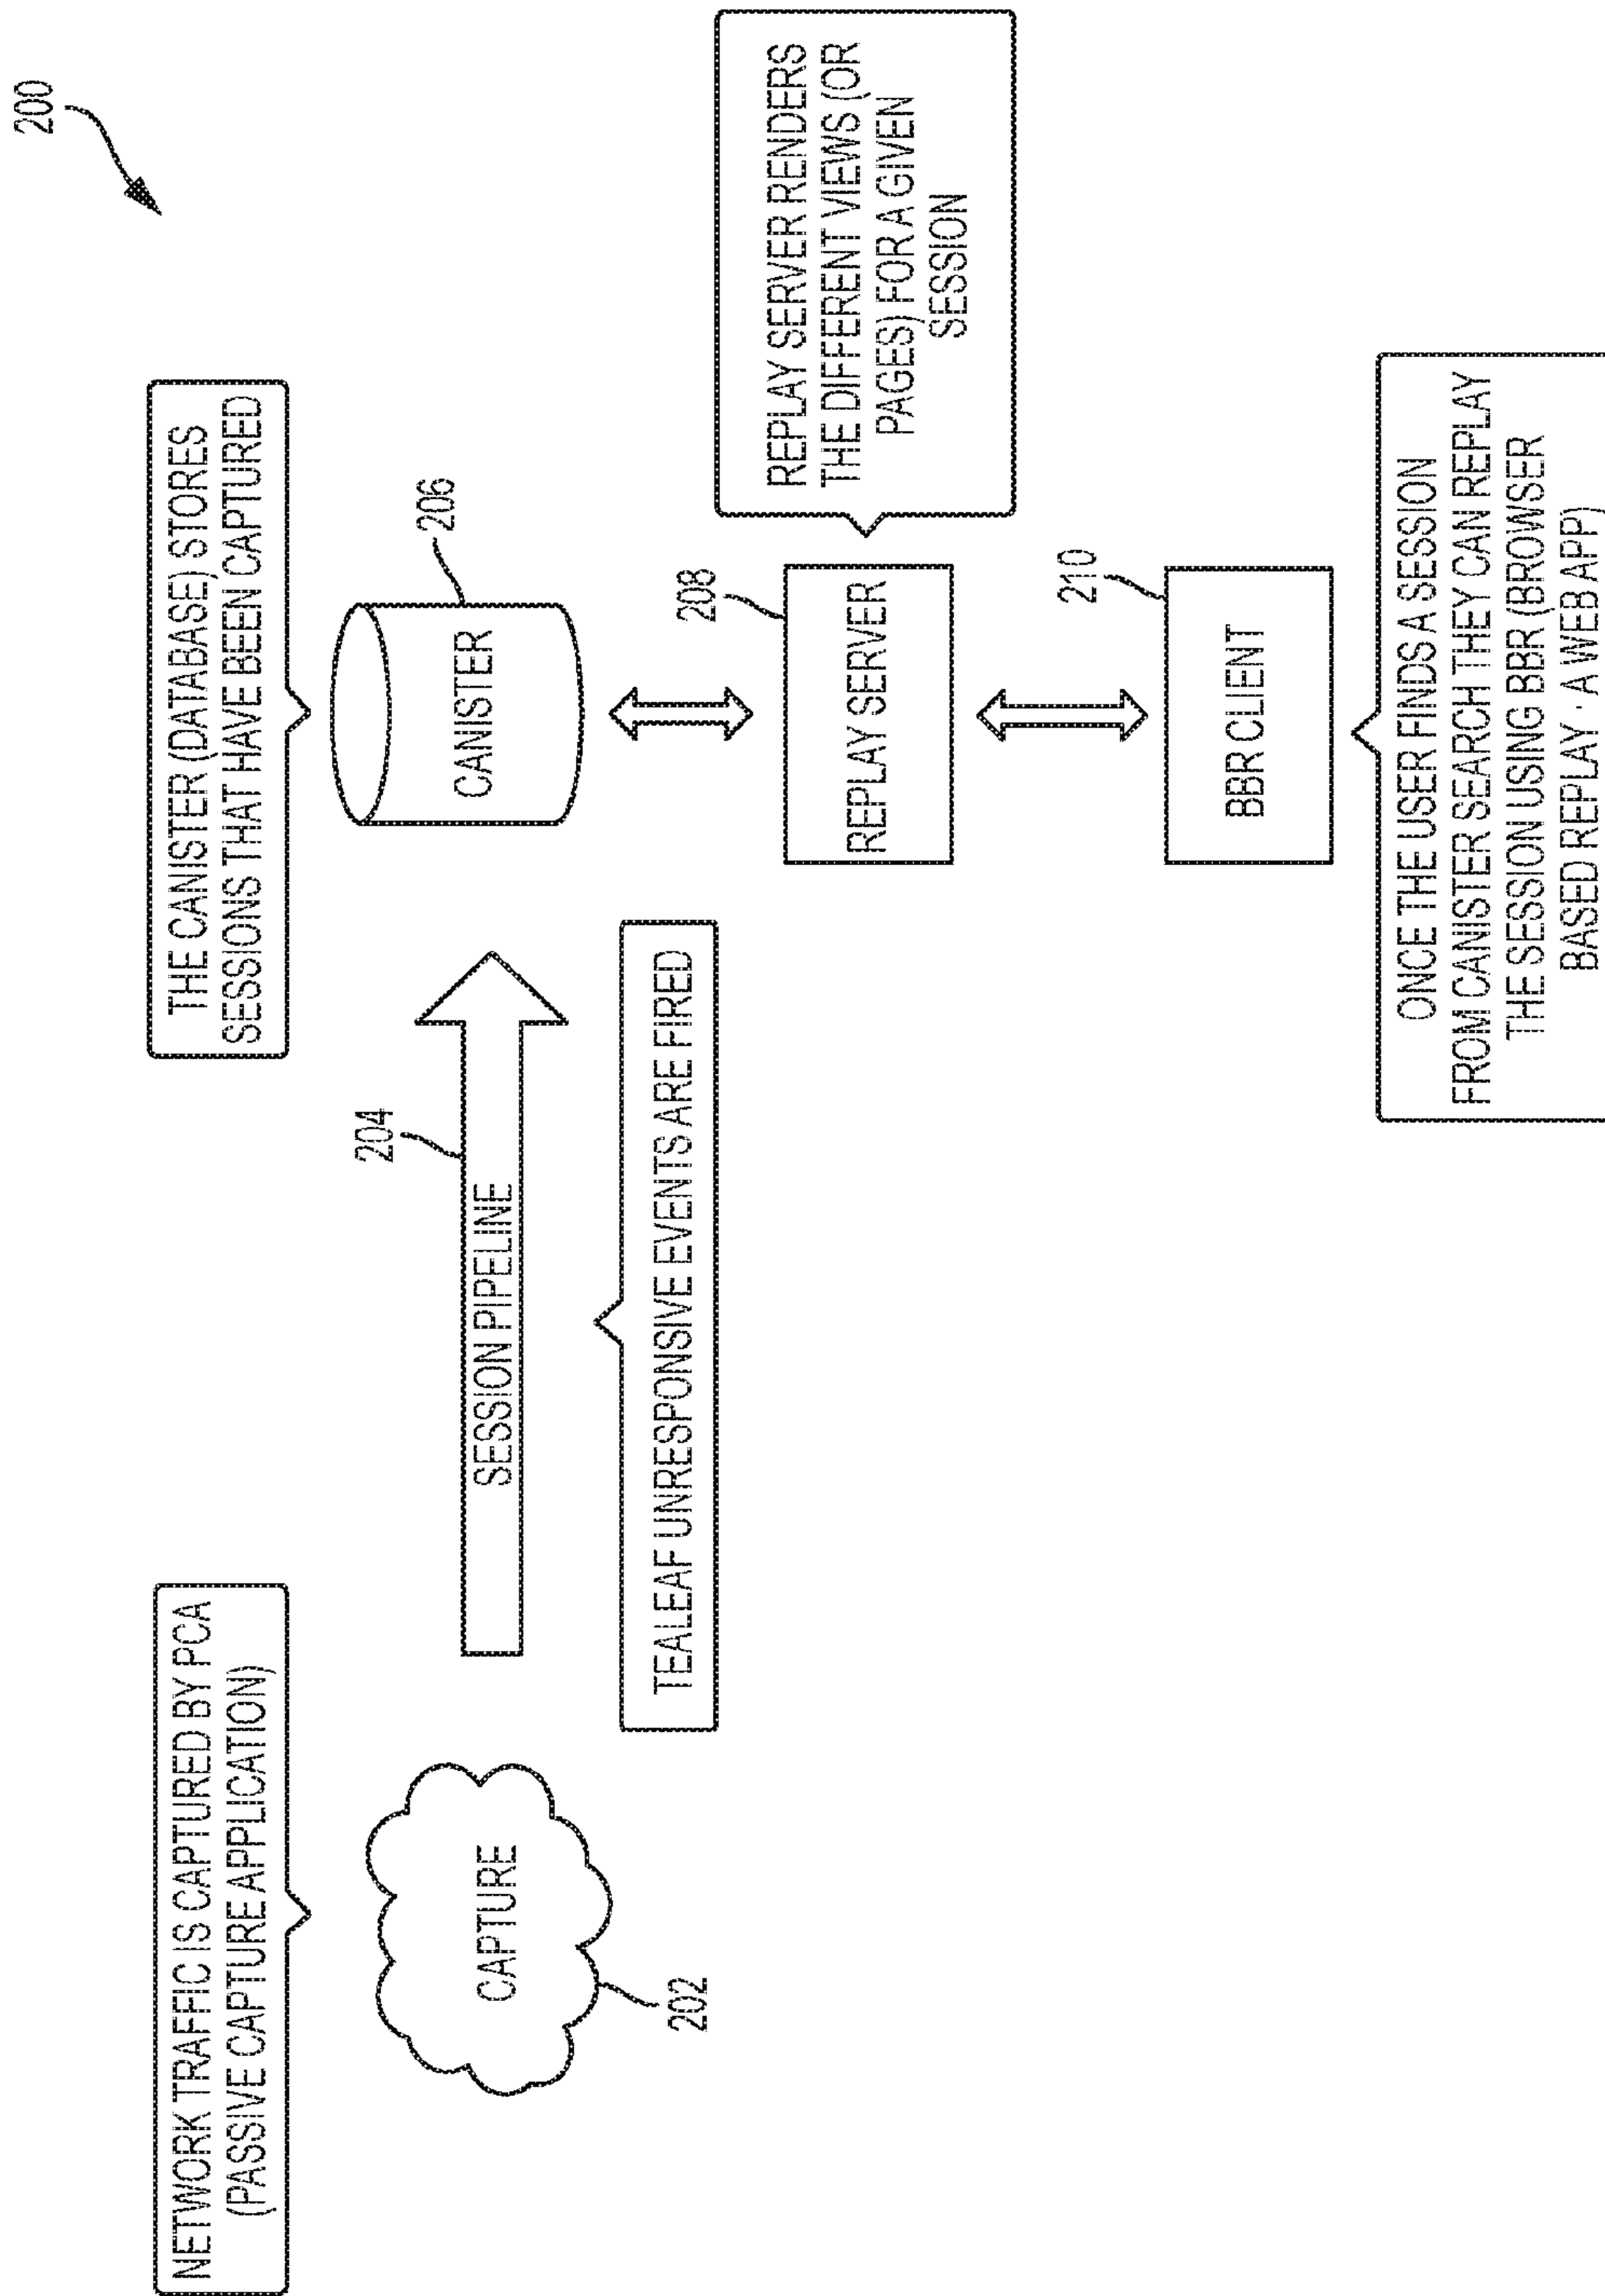 200
NETWORK TRAFFIC IS CAPTURED BY PCA
(PASSIVE CAPTURE APPLICATION)
CAPTURE
202
SESSION PIPELINE
204
TEALEAF UNRESPONSIVE EVENTS ARE FIRED
THE CANISTER (DATABASE) STORES
SESSIONS THAT HAVE BEEN CAPTURED
CANISTER
206
REPLAY SERVER
208
REPLAY SERVER RENDERS
THE DIFFERENT VIEWS (OR
PAGES) FOR A GIVEN
SESSION
BBR CLIENT
210
ONCE THE USER FINDS A SESSION
FROM CANISTER SEARCH THEY CAN REPLAY
THE SESSION USING BBR (BROWSER
BASED REPLAY - A WEB APP)